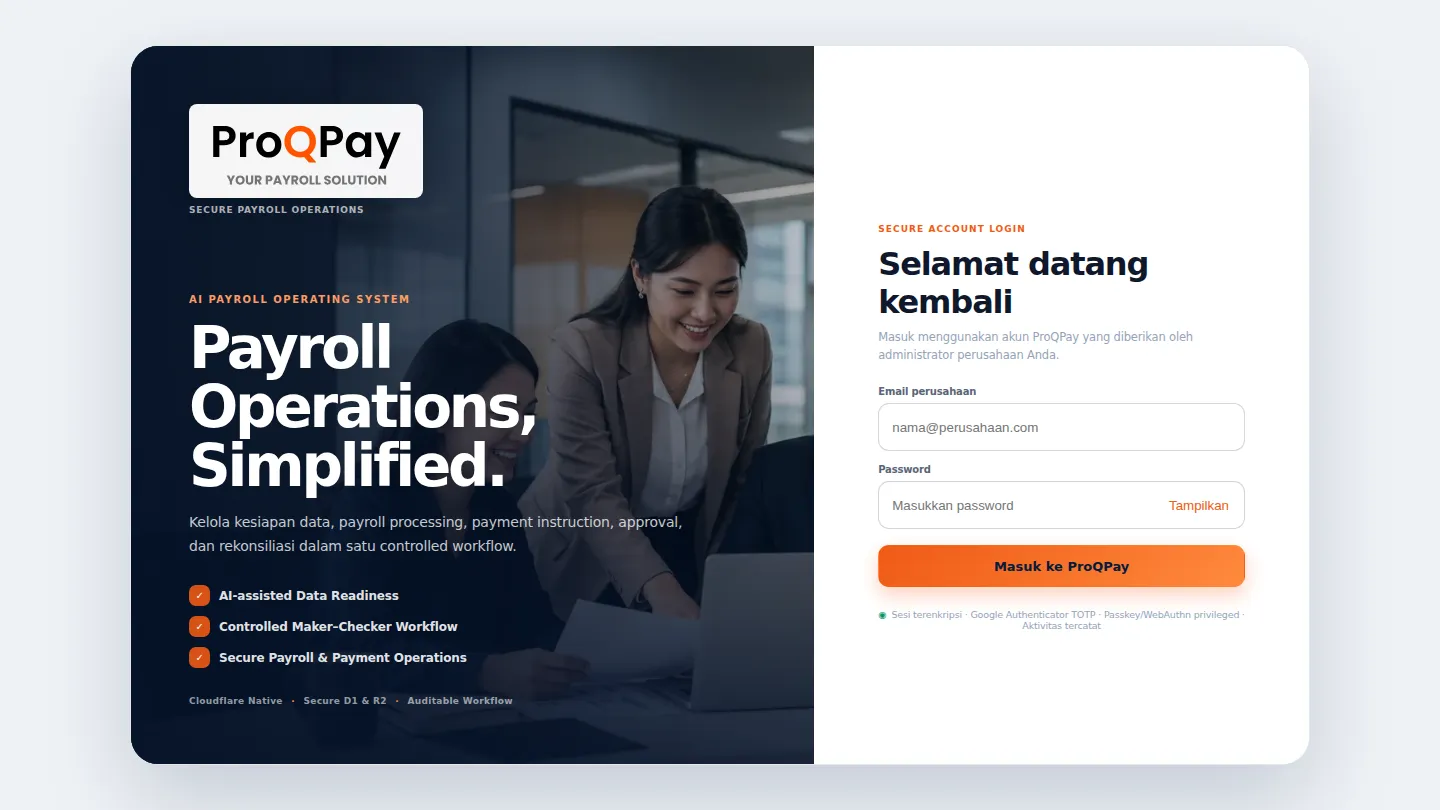 ProQPay
YOUR PAYROLL SOLUTION
SECURE PAYROLL OPERATIONS
AI PAYROLL OPERATING SYSTEM
Payroll
Operations,
Simplified.
Kelola kesiapan data, payroll processing, payment instruction, approval,
dan rekonsiliasi dalam satu controlled workflow.
✓ AI-assisted Data Readiness
✓ Controlled Maker–Checker Workflow
✓ Secure Payroll & Payment Operations
Cloudflare Native · Secure D1 & R2 · Auditable Workflow
SECURE ACCOUNT LOGIN
Selamat datang
kembali
Masuk menggunakan akun ProQPay yang diberikan oleh
administrator perusahaan Anda.
Email perusahaan
nama@perusahaan.com
Password
Masukkan password Tampilkan
Masuk ke ProQPay
◉ Sesi terenkripsi · Google Authenticator TOTP · Passkey/WebAuthn privileged ·
Aktivitas tercatat